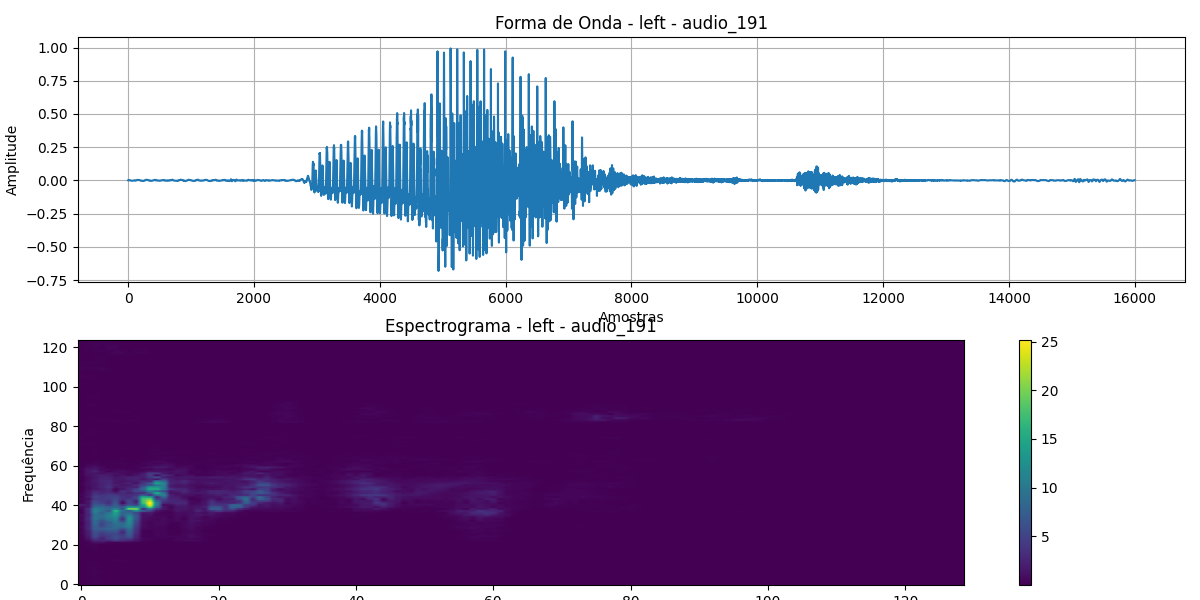 Forma de Onda - left - audio_191
1.00
0.75
0.50
0.25
0.00
−0.25
−0.50
−0.75
Amplitude
0 2000 4000 6000 8000 10000 12000 14000 16000
Amostras
Espectrograma - left - audio_191
120
100
80
60
40
20
0
Frequência
0 20 40 60 80 100 120
25
20
15
10
5